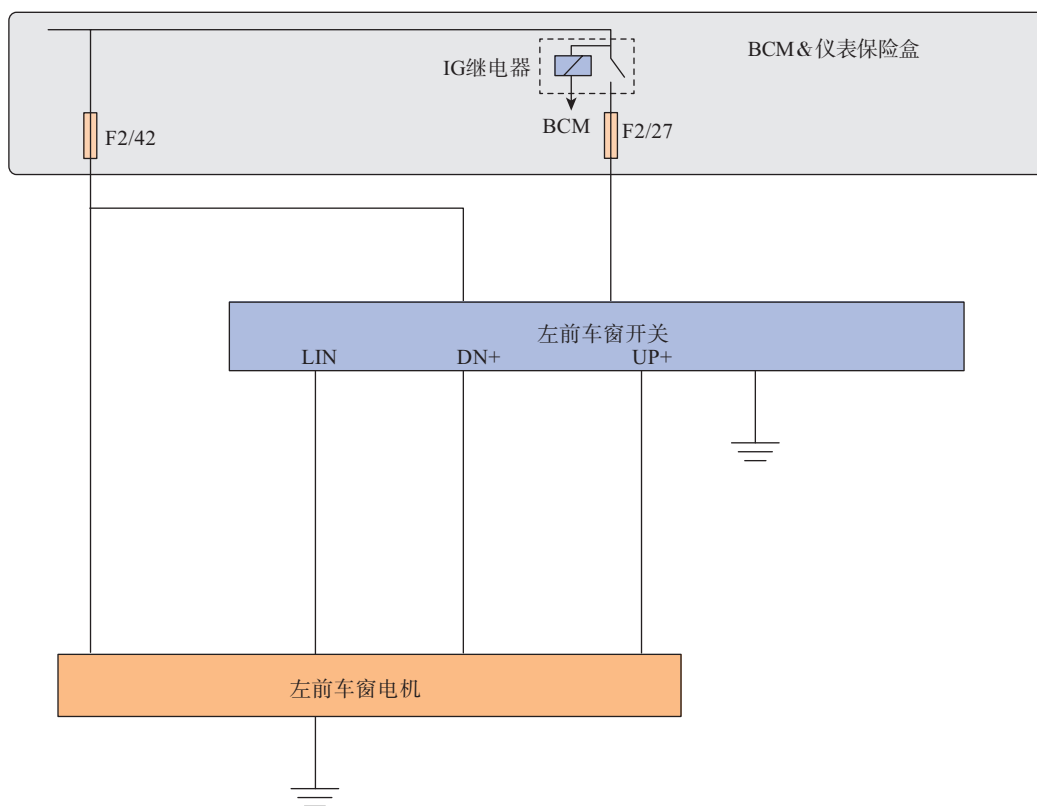 BCM&仪表保险盒
IG继电器
BCM
F2/42
F2/27
左前车窗开关
LIN
DN+
UP+
左前车窗电机